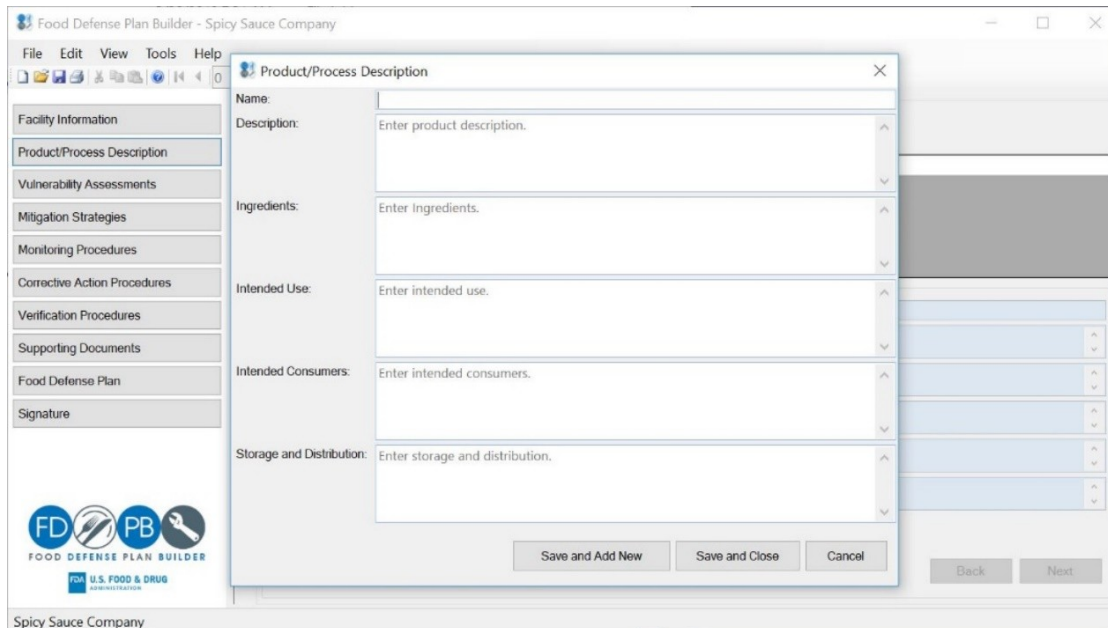 Food Defense Plan Builder - Spicy Sauce Company
File Edit View Tools Help
0
Facility Information
Product/Process Description
Vulnerability Assessments
Mitigation Strategies
Monitoring Procedures
Corrective Action Procedures
Verification Procedures
Supporting Documents
Food Defense Plan
Signature
Product/Process Description
Name:
Description:
Enter product description.
Ingredients:
Enter Ingredients.
Intended Use:
Enter intended use.
Intended Consumers:
Enter intended consumers.
Storage and Distribution:
Enter storage and distribution.
Save and Add New
Save and Close
Cancel
Back
Next
FD PB
FOOD DEFENSE PLAN BUILDER
FDA U.S. FOOD & DRUG
ADMINISTRATION
Spicy Sauce Company